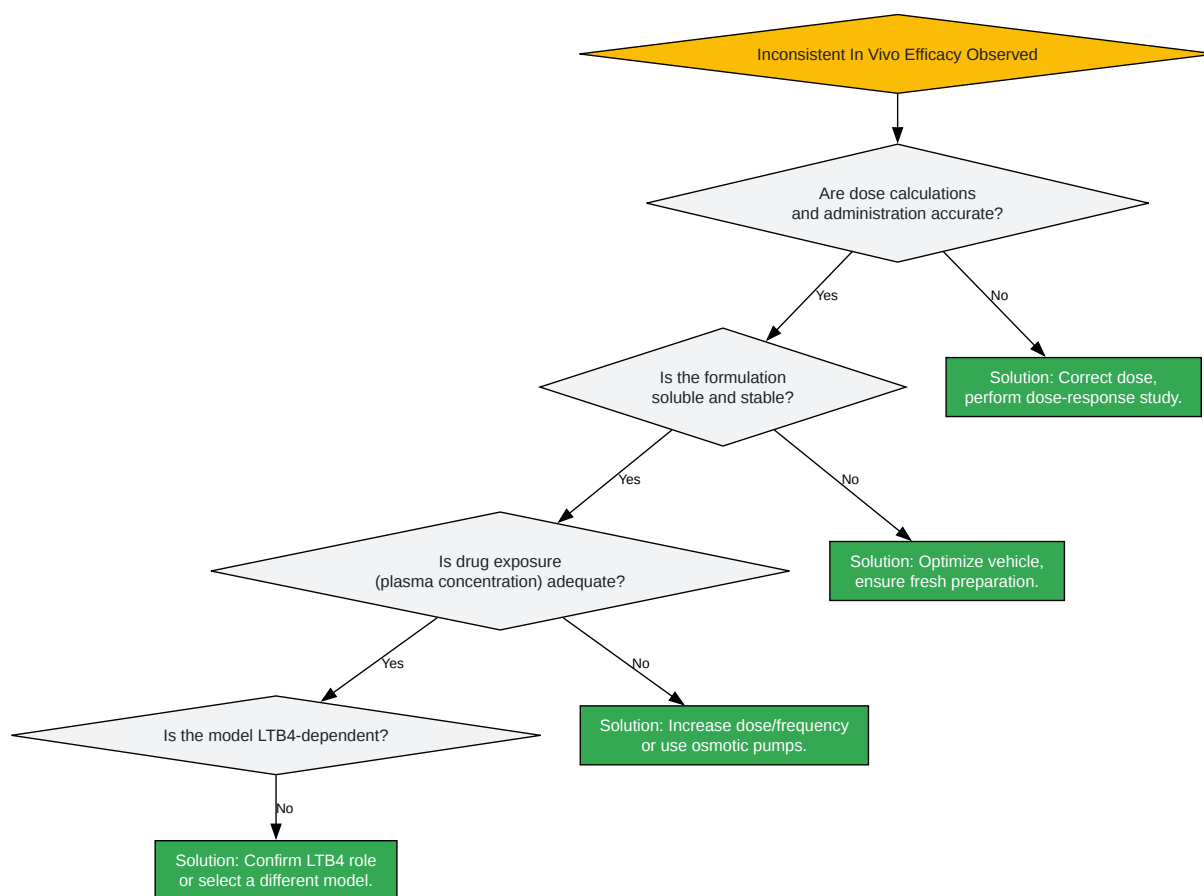 Inconsistent In Vivo Efficacy Observed
Are dose calculations
and administration accurate?
Yes
No
Is the formulation
soluble and stable?
Solution: Correct dose,
perform dose-response study.
Yes
No
Is drug exposure
(plasma concentration) adequate?
Solution: Optimize vehicle,
ensure fresh preparation.
Yes
No
Is the model LTB4-dependent?
Solution: Increase dose/frequency
or use osmotic pumps.
No
Solution: Confirm LTB4 role
or select a different model.